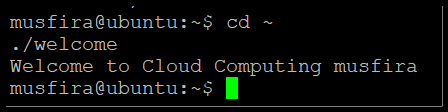 musfira@ubuntu:~$ cd ~
./welcome
Welcome to Cloud Computing musfira
musfira@ubuntu:~$